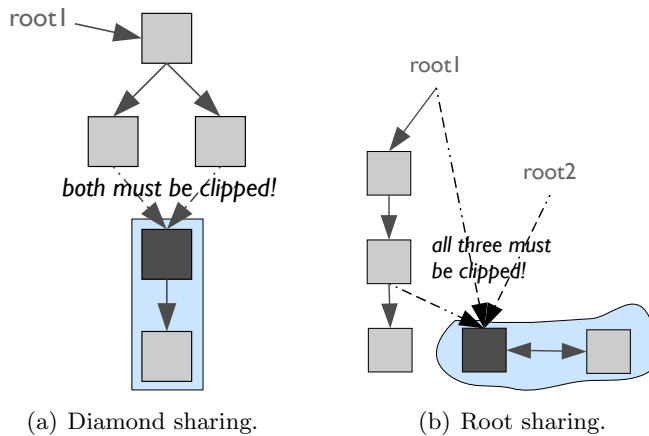 root1
both must be clipped!
(a) Diamond sharing.
root1
root2
all three must
be clipped!
(b) Root sharing.